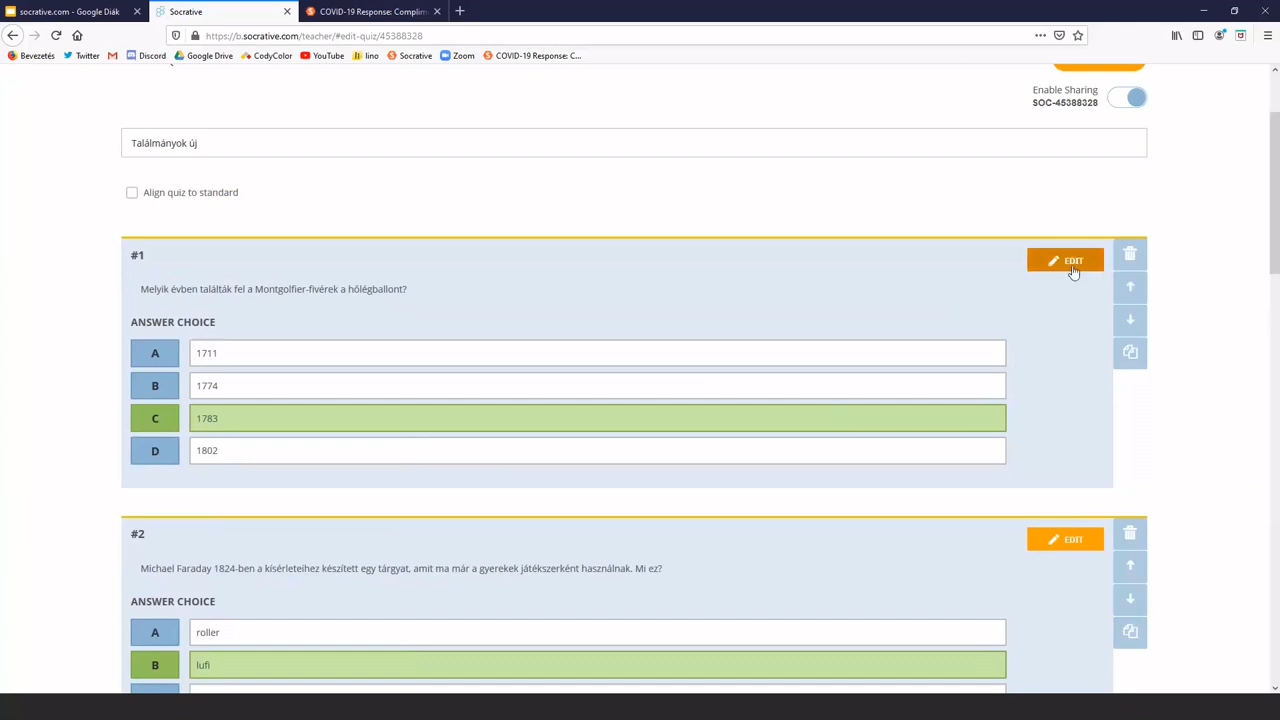 socrative.com - Google Diák
Socrative
COVID-19 Response: Complim
https://b.socrative.com/teacher/#edit-quiz/45388328
Bevezetés
Twitter
Discord
Google Drive
CodyColor
YouTube
lino
Socrative
Zoom
COVID-19 Response: C...
Enable Sharing
SOC-45388328
Találmányok új
Align quiz to standard
#1
EDIT
Melyik évben találták fel a Montgolfier-fivérek a hőlégballont?
ANSWER CHOICE
A 1711
B 1774
C 1783
D 1802
#2
EDIT
Michael Faraday 1824-ben a kísérleteihez készített egy tárgyat, amit ma már a gyerekek játékszerként használnak. Mi ez?
ANSWER CHOICE
A roller
B lufi